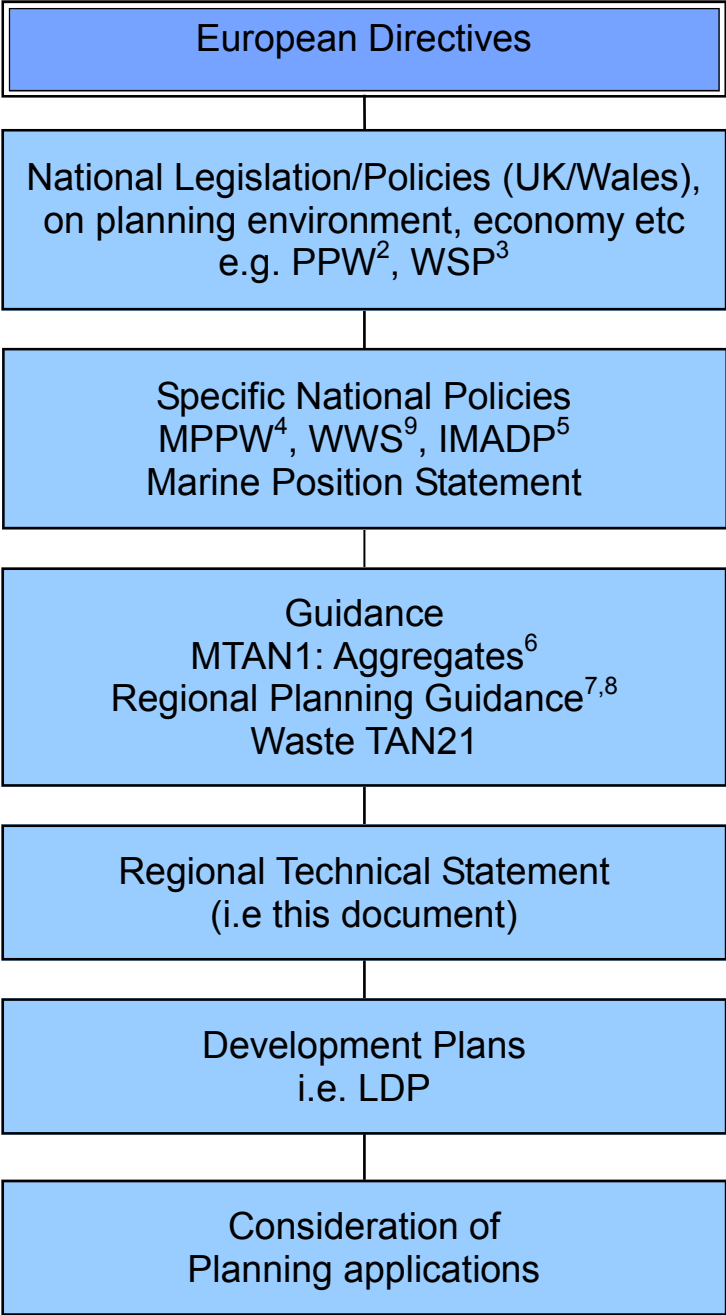 European Directives
National Legislation/Policies (UK/Wales),
on planning environment, economy etc
e.g. PPW², WSP³
Specific National Policies
MPPW⁴, WWS⁹, IMADP⁵
Marine Position Statement
Guidance
MTAN1: Aggregates⁶
Regional Planning Guidance⁷,⁸
Waste TAN21
Regional Technical Statement
(i.e this document)
Development Plans
i.e. LDP
Consideration of
Planning applications